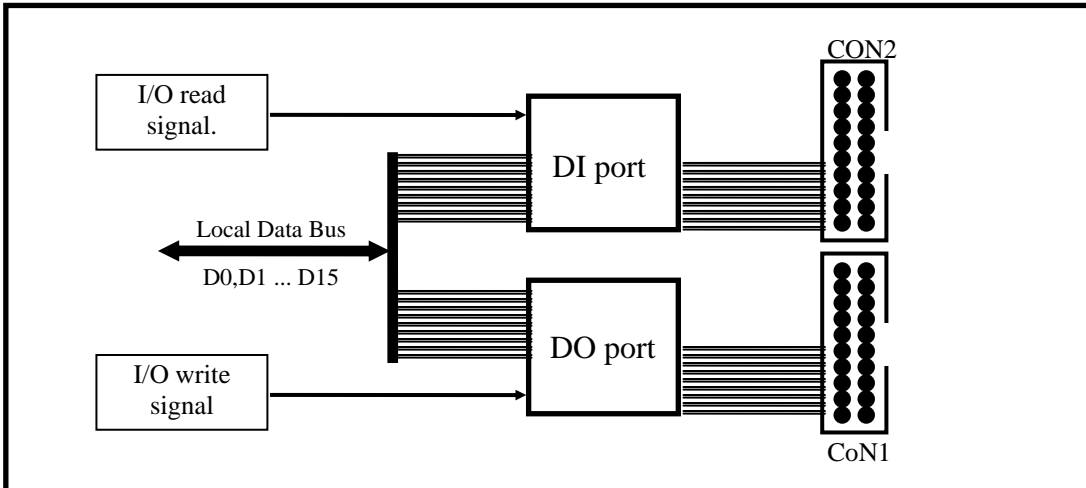 CON2
I/O read
signal.
DI port
Local Data Bus
D0,D1 ... D15
DO port
I/O write
signal
CoN1